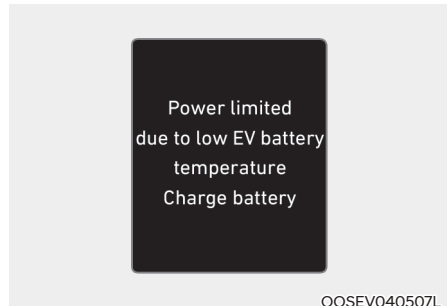 Power limited
due to low EV battery
temperature
Charge battery
OOSEV040507L